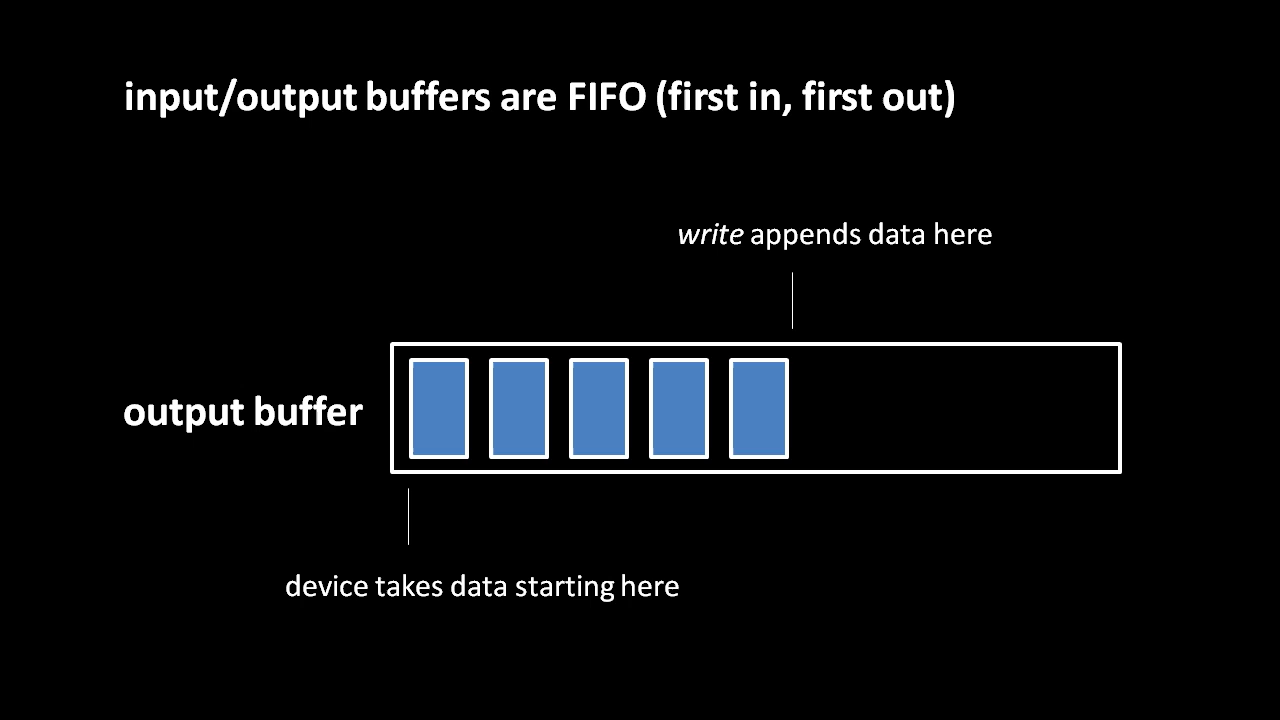 input/output buffers are FIFO (first in, first out)
write appends data here
output buffer
device takes data starting here